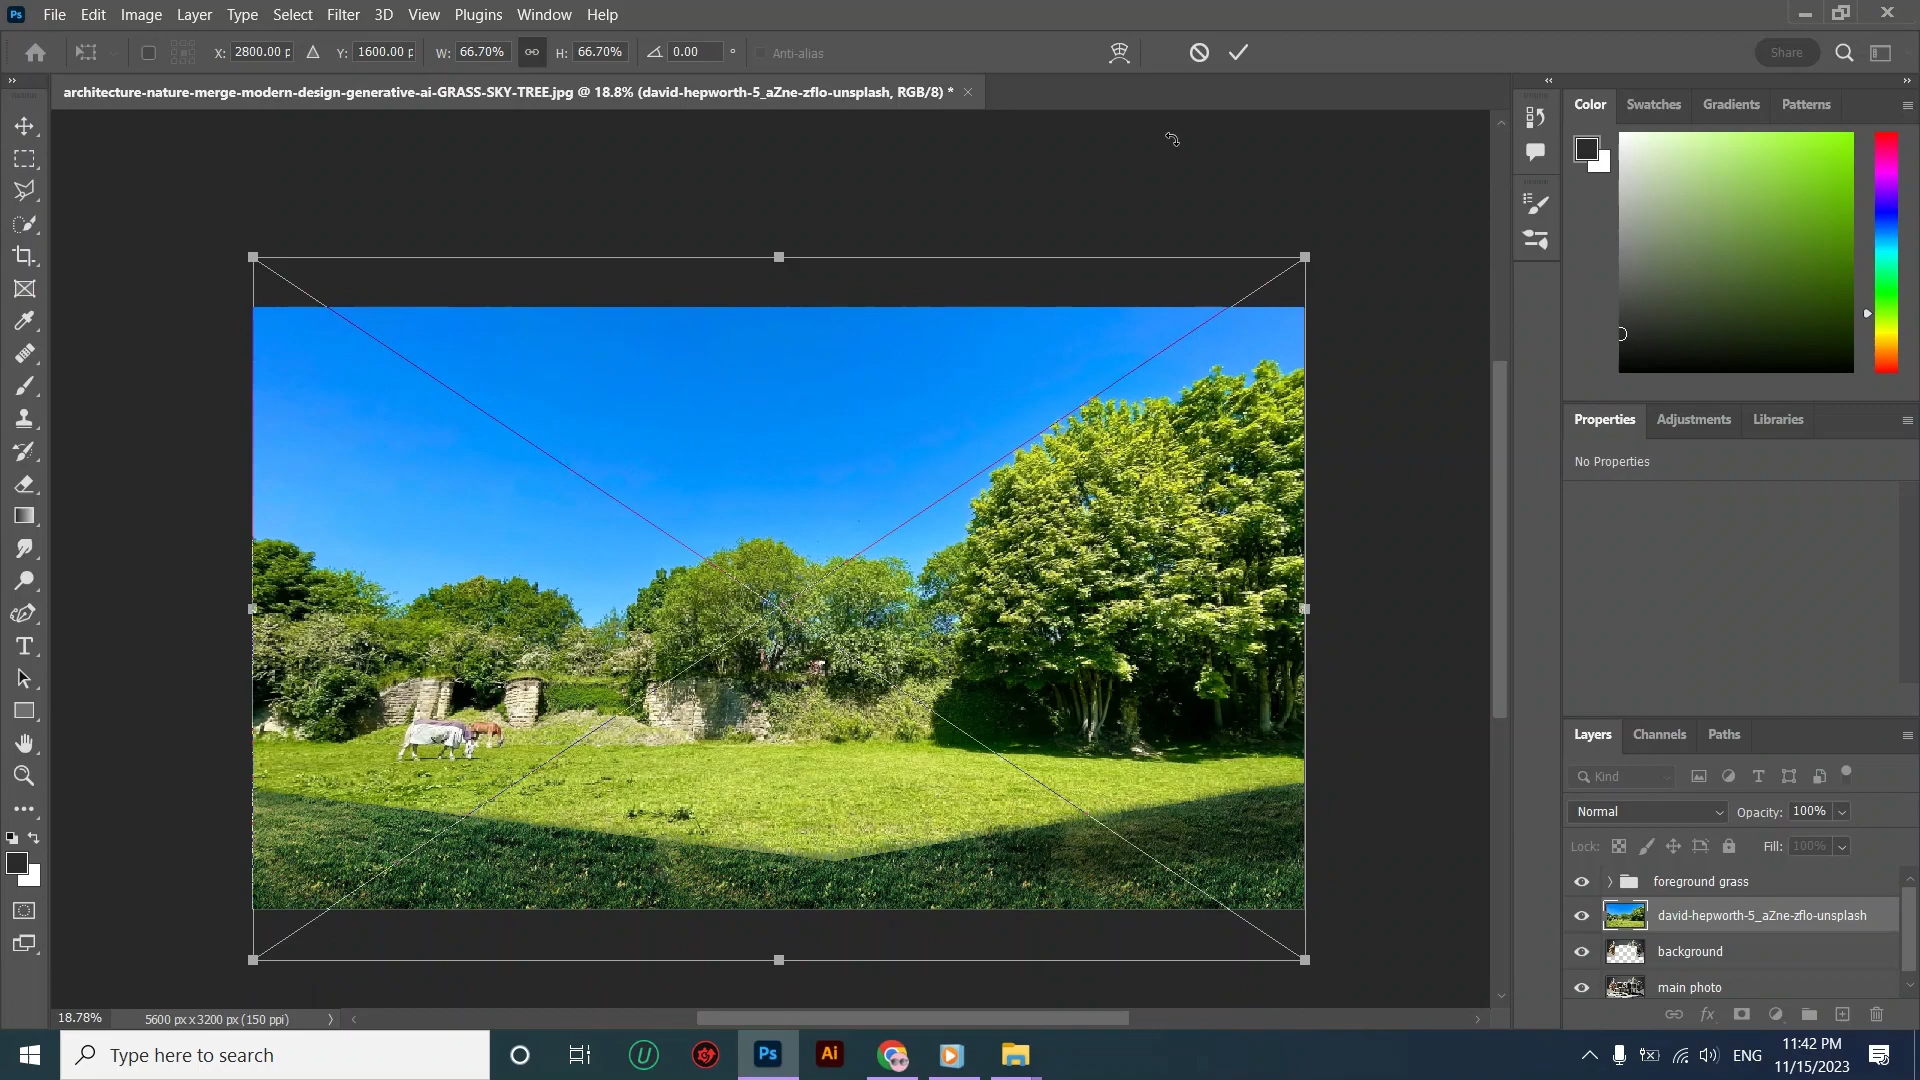 Ps File Edit Image Layer Type Select Filter 3D View Plugins Window Help
X: 2800.00 p Y: 1600.00 p W: 66.70% H: 66.70% 0.00 ° Anti-alias Share
architecture-nature-merge-modern-design-generative-ai-GRASS-SKY-TREE.jpg @ 18.8% (david-hepworth-5_aZne-zflo-unsplash, RGB/8) *
Color Swatches Gradients Patterns
Properties Adjustments Libraries
No Properties
Layers Channels Paths
Kind
Normal Opacity: 100%
Lock: Fill: 100%
foreground grass
david-hepworth-5_aZne-zflo-unsplash
background
main photo
18.78% 5600 px x 3200 px (150 ppi)
Type here to search
Ps Ai
ENG
11:42 PM
11/15/2023